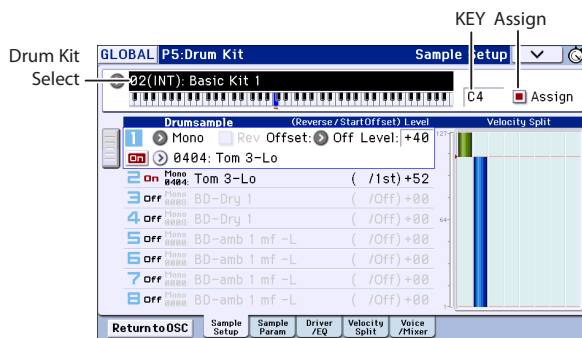 KEY Assign
Drum Kit
Select
GLOBAL P5:Drum Kit Sample Setup
02(INT): Basic Kit 1
C4 Assign
Drumsample (Reverse/StartOffset) Level Velocity Split
1 Mono Rev Offset: Off Level: +40 127
On 0404: Tom 3-Lo
2 On Mono 0404: Tom 3-Lo ( /1st) +52
3 Off Mono 0000: BD-Dry 1 ( /Off) +00
4 Off Mono 0000: BD-Dry 1 ( /Off) +00 64
5 Off Mono 0000: BD-amb 1 mf -L ( /Off) +00
6 Off Mono 0000: BD-amb 1 mf -L ( /Off) +00
7 Off Mono 0000: BD-amb 1 mf -L ( /Off) +00
8 Off Mono 0000: BD-amb 1 mf -L ( /Off) +00 1
Return to OSC Sample Setup Sample Param Driver /EQ Velocity Split Voice /Mixer